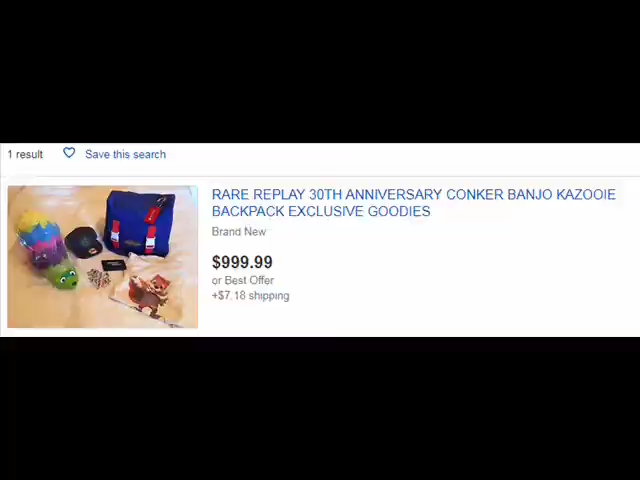 1 result
Save this search
RARE REPLAY 30TH ANNIVERSARY CONKER BANJO KAZOOIE
BACKPACK EXCLUSIVE GOODIES
Brand New
$999.99
or Best Offer
+$7.18 shipping